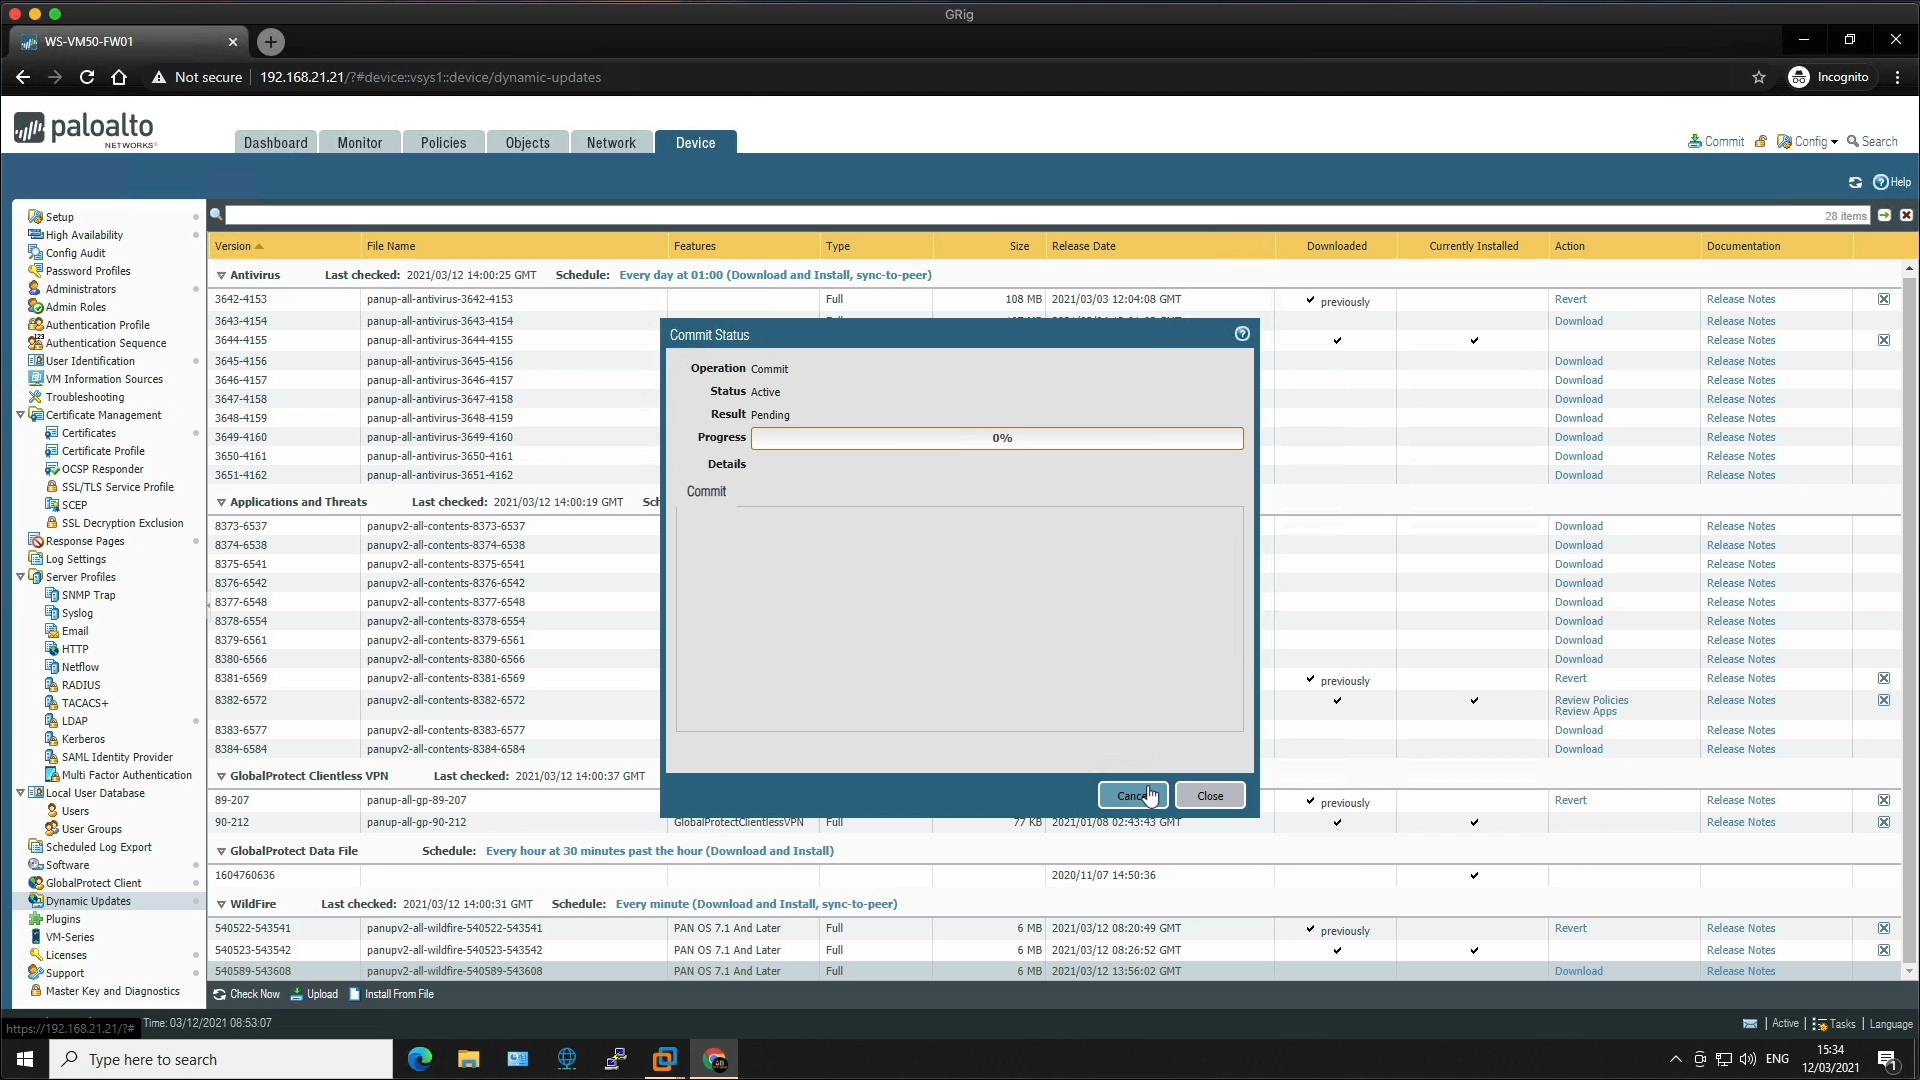 GRig
WS-VM50-FW01
Not secure 192.168.21.21/?#device::vsys1::device/dynamic-updates Incognito
paloalto NETWORKS
Dashboard Monitor Policies Objects Network Device
Commit Config Search
Help
28 items
Setup
High Availability
Config Audit
Password Profiles
Administrators
Admin Roles
Authentication Profile
Authentication Sequence
User Identification
VM Information Sources
Troubleshooting
Certificate Management
Certificates
Certificate Profile
OCSP Responder
SSL/TLS Service Profile
SCEP
SSL Decryption Exclusion
Response Pages
Log Settings
Server Profiles
SNMP Trap
Syslog
Email
HTTP
Netflow
RADIUS
TACACS+
LDAP
Kerberos
SAML Identity Provider
Multi Factor Authentication
Local User Database
Users
User Groups
Scheduled Log Export
Software
GlobalProtect Client
Dynamic Updates
Plugins
VM-Series
Licenses
Support
Master Key and Diagnostics
Version File Name Features Type Size Release Date Downloaded Currently Installed Action Documentation
Antivirus Last checked: 2021/03/12 14:00:25 GMT Schedule: Every day at 01:00 (Download and Install, sync-to-peer)
3642-4153 panup-all-antivirus-3642-4153 Full 108 MB 2021/03/03 12:04:08 GMT previously Revert Release Notes
3643-4154 panup-all-antivirus-3643-4154 Download Release Notes
3644-4155 panup-all-antivirus-3644-4155 Release Notes
3645-4156 panup-all-antivirus-3645-4156 Download Release Notes
3646-4157 panup-all-antivirus-3646-4157 Download Release Notes
3647-4158 panup-all-antivirus-3647-4158 Download Release Notes
3648-4159 panup-all-antivirus-3648-4159 Download Release Notes
3649-4160 panup-all-antivirus-3649-4160 Download Release Notes
3650-4161 panup-all-antivirus-3650-4161 Download Release Notes
3651-4162 panup-all-antivirus-3651-4162 Download Release Notes
Applications and Threats Last checked: 2021/03/12 14:00:19 GMT Sch
8373-6537 panupv2-all-contents-8373-6537 Download Release Notes
8374-6538 panupv2-all-contents-8374-6538 Download Release Notes
8375-6541 panupv2-all-contents-8375-6541 Download Release Notes
8376-6542 panupv2-all-contents-8376-6542 Download Release Notes
8377-6548 panupv2-all-contents-8377-6548 Download Release Notes
8378-6554 panupv2-all-contents-8378-6554 Download Release Notes
8379-6561 panupv2-all-contents-8379-6561 Download Release Notes
8380-6566 panupv2-all-contents-8380-6566 Download Release Notes
8381-6569 panupv2-all-contents-8381-6569 previously Revert Release Notes
8382-6572 panupv2-all-contents-8382-6572 Review Policies Release Notes
Review Apps
8383-6577 panupv2-all-contents-8383-6577 Download Release Notes
8384-6584 panupv2-all-contents-8384-6584 Download Release Notes
GlobalProtect Clientless VPN Last checked: 2021/03/12 14:00:37 GMT
89-207 panup-all-gp-89-207 previously Revert Release Notes
90-212 panup-all-gp-90-212 GlobalProtectClientlessVPN Full 77 KB 2021/01/08 02:43:43 GMT Release Notes
GlobalProtect Data File Schedule: Every hour at 30 minutes past the hour (Download and Install)
1604760636 2020/11/07 14:50:36
WildFire Last checked: 2021/03/12 14:00:31 GMT Schedule: Every minute (Download and Install, sync-to-peer)
540522-543541 panupv2-all-wildfire-540522-543541 PAN OS 7.1 And Later Full 6 MB 2021/03/12 08:20:49 GMT previously Revert Release Notes
540523-543542 panupv2-all-wildfire-540523-543542 PAN OS 7.1 And Later Full 6 MB 2021/03/12 08:26:52 GMT Release Notes
540589-543608 panupv2-all-wildfire-540589-543608 PAN OS 7.1 And Later Full 6 MB 2021/03/12 13:56:02 GMT Download Release Notes
Commit Status
Operation Commit
Status Active
Result Pending
Progress 0%
Details
Commit
Cancel Close
Check Now Upload Install From File
https://192.168.21.21/?# Time: 03/12/2021 08:53:07 Active Tasks Language
Type here to search ENG 15:34
12/03/2021
1